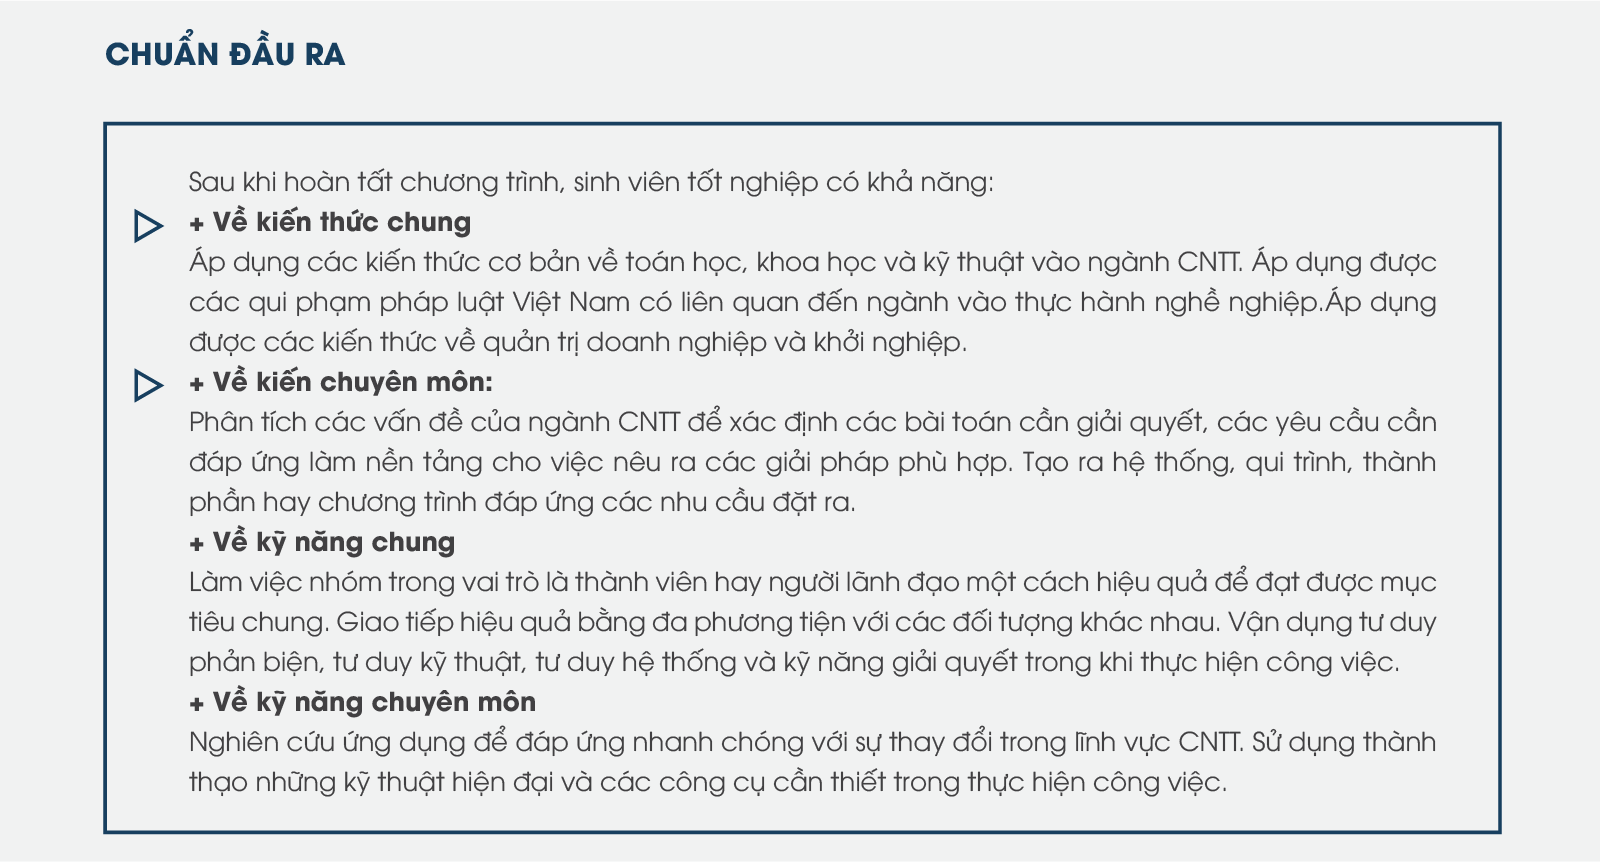 CHUẨN ĐẦU RA
Sau khi hoàn tất chương trình, sinh viên tốt nghiệp có khả năng:
+ Về kiến thức chung
Áp dụng các kiến thức cơ bản về toán học, khoa học và kỹ thuật vào ngành CNTT. Áp dụng được
các qui phạm pháp luật Việt Nam có liên quan đến ngành vào thực hành nghề nghiệp.Áp dụng
được các kiến thức về quản trị doanh nghiệp và khởi nghiệp.
+ Về kiến chuyên môn:
Phân tích các vấn đề của ngành CNTT để xác định các bài toán cần giải quyết, các yêu cầu cần
đáp ứng làm nền tảng cho việc nêu ra các giải pháp phù hợp. Tạo ra hệ thống, qui trình, thành
phần hay chương trình đáp ứng các nhu cầu đặt ra.
+ Về kỹ năng chung
Làm việc nhóm trong vai trò là thành viên hay người lãnh đạo một cách hiệu quả để đạt được mục
tiêu chung. Giao tiếp hiệu quả bằng đa phương tiện với các đối tượng khác nhau. Vận dụng tư duy
phản biện, tư duy kỹ thuật, tư duy hệ thống và kỹ năng giải quyết trong khi thực hiện công việc.
+ Về kỹ năng chuyên môn
Nghiên cứu ứng dụng để đáp ứng nhanh chóng với sự thay đổi trong lĩnh vực CNTT. Sử dụng thành
thạo những kỹ thuật hiện đại và các công cụ cần thiết trong thực hiện công việc.